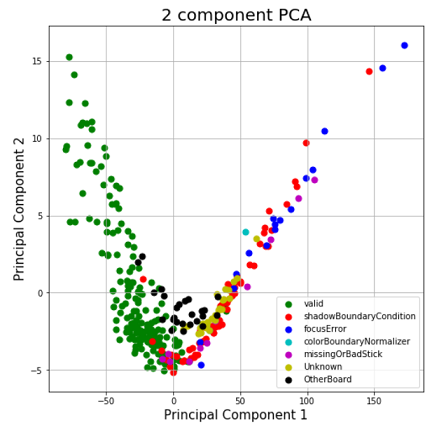 2 component PCA
Principal Component 2
15
10
5
0
−5
−50
0
50
100
150
Principal Component 1
valid
shadowBoundaryCondition
focusError
colorBoundaryNormalizer
missingOrBadStick
Unknown
OtherBoard